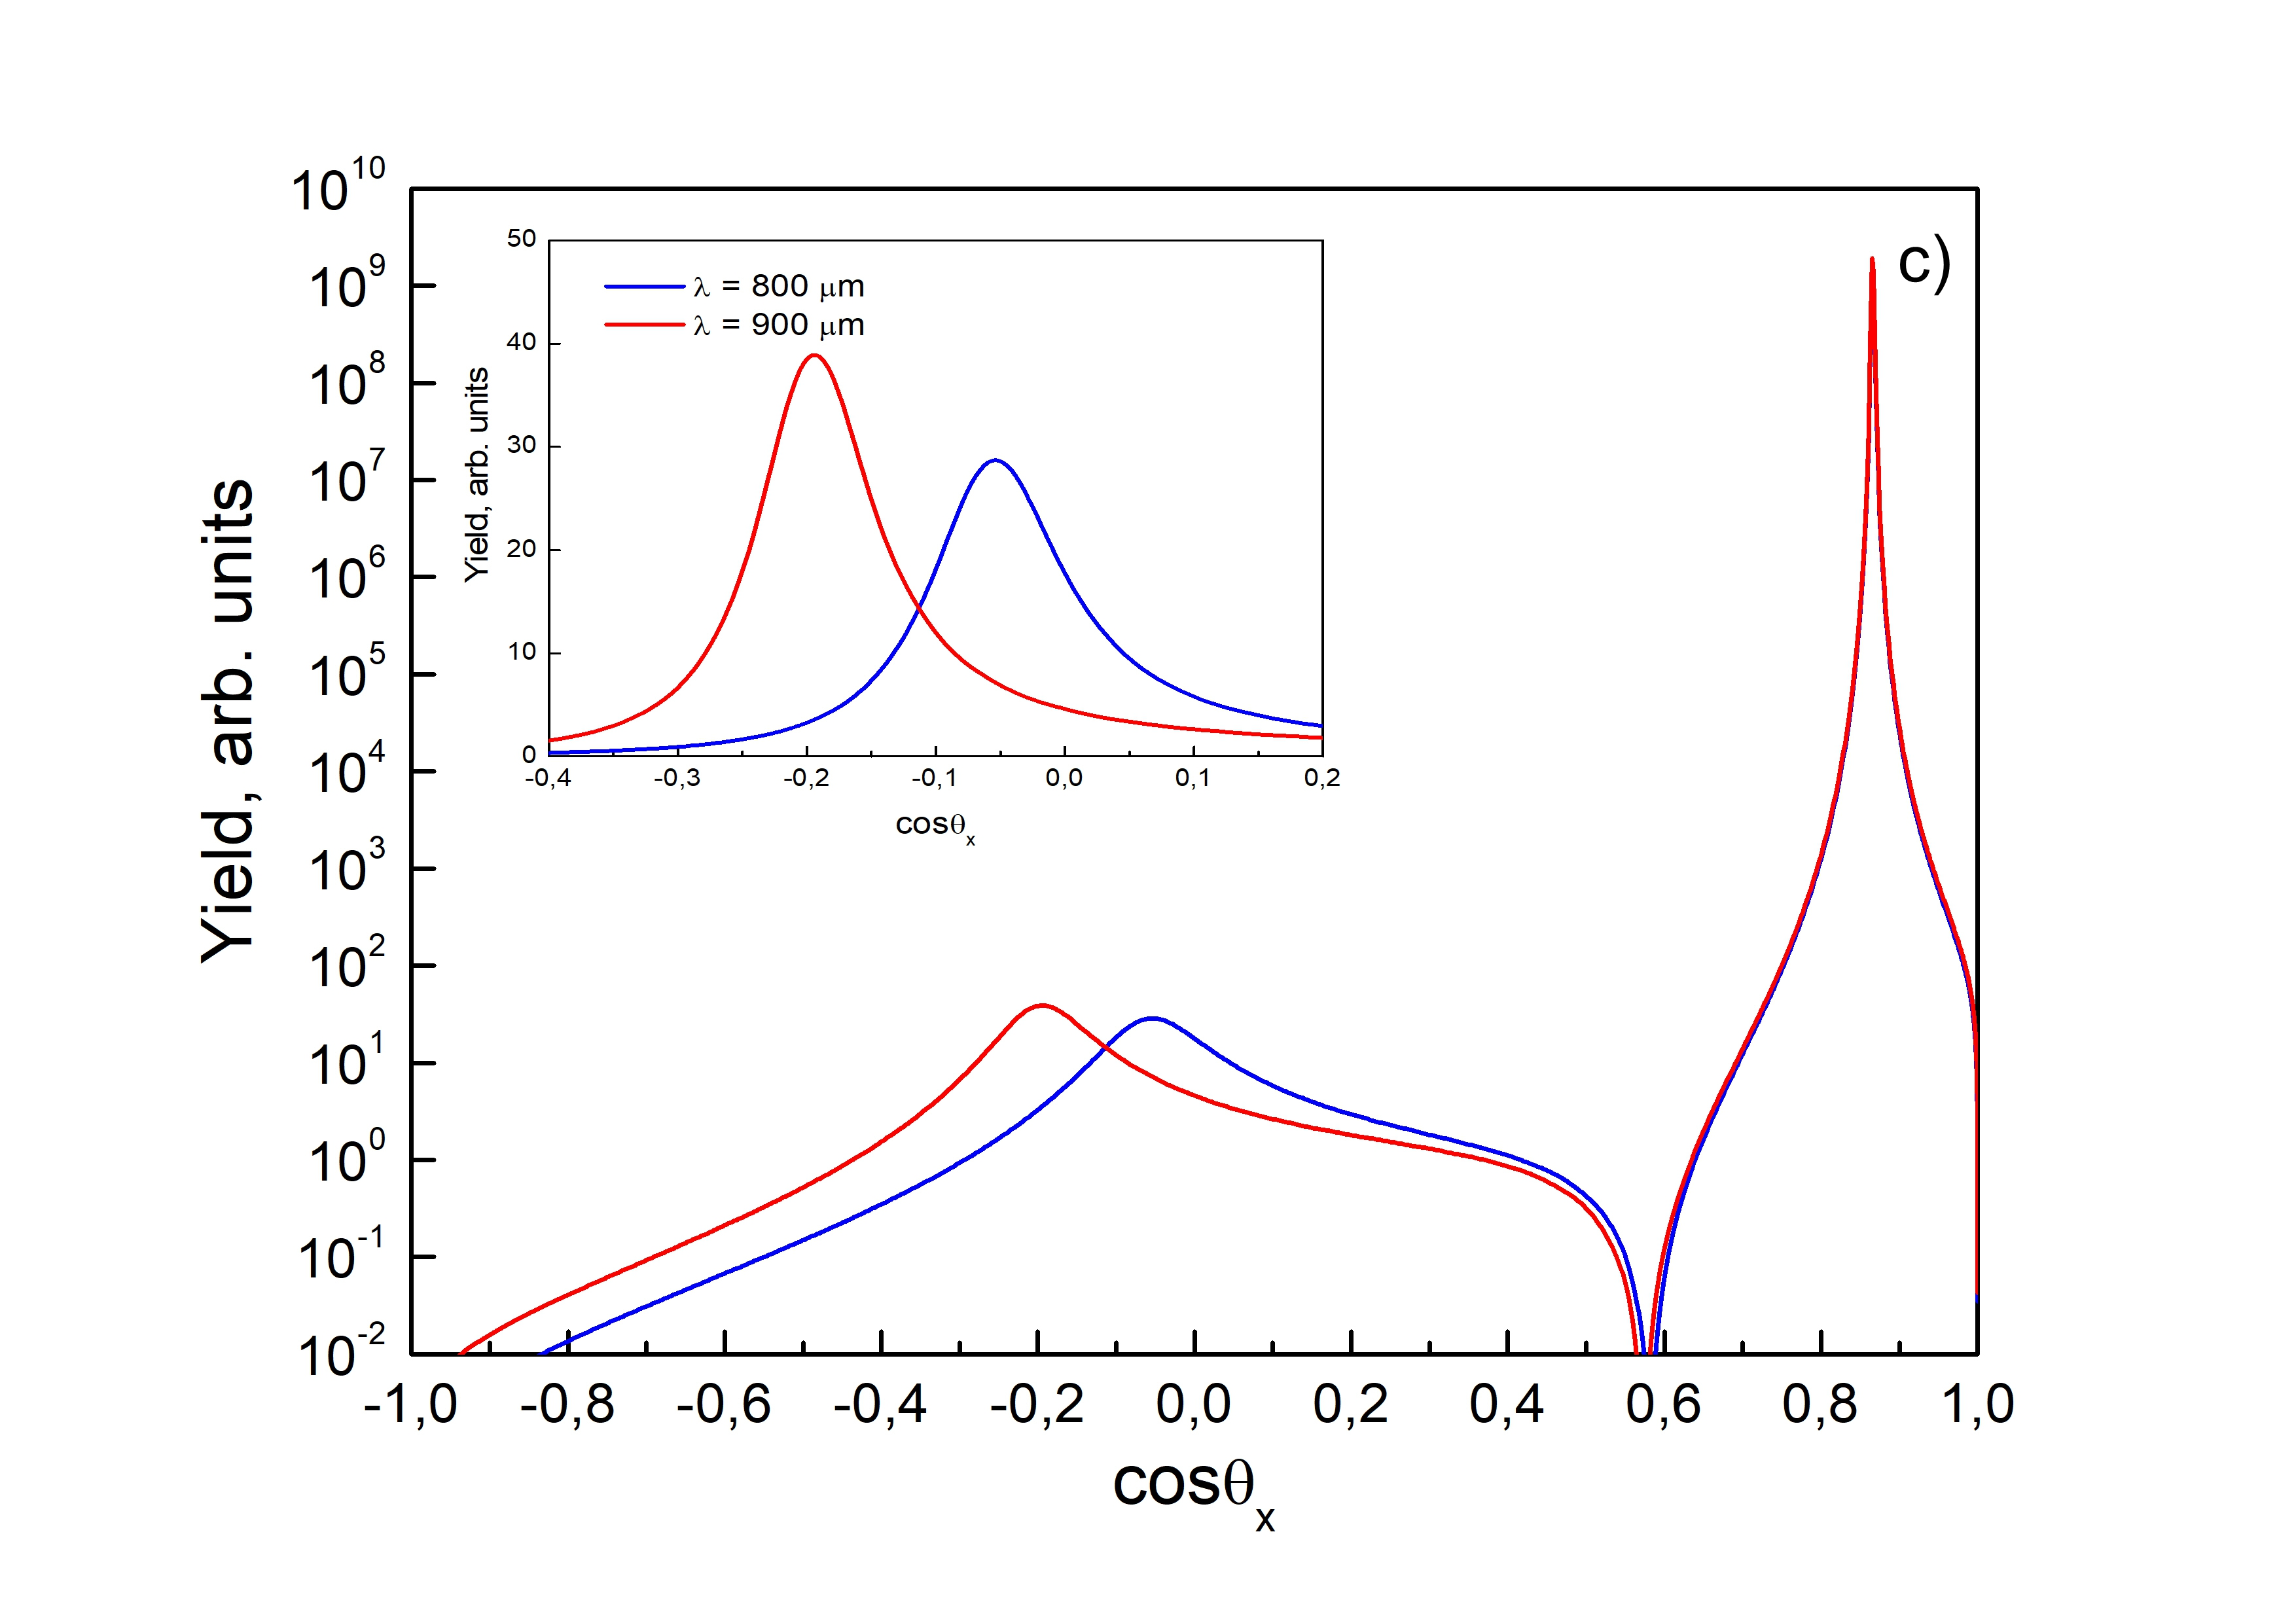 c)
Yield, arb. units
10^10
10^9
10^8
10^7
10^6
10^5
10^4
10^3
10^2
10^1
10^0
10^-1
10^-2
-1,0 -0,8 -0,6 -0,4 -0,2 0,0 0,2 0,4 0,6 0,8 1,0
cosθ_x
λ = 800 μm
λ = 900 μm
Yield, arb. units
50
40
30
20
10
0
-0,4 -0,3 -0,2 -0,1 0,0 0,1 0,2
cosθ_x